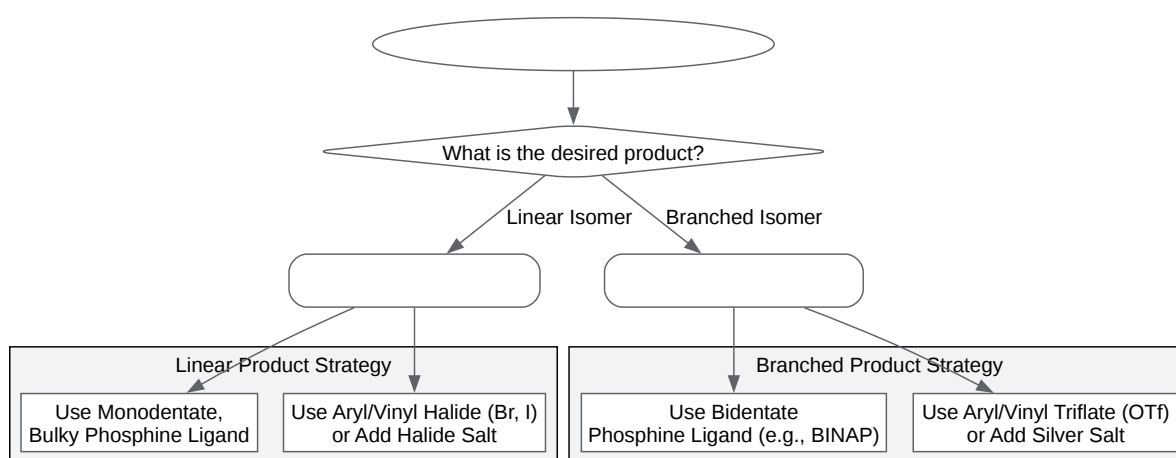 What is the desired product?
Linear Isomer
Branched Isomer
Linear Product Strategy
Branched Product Strategy
Use Monodentate,
Bulky Phosphine Ligand
Use Aryl/Vinyl Halide (Br, I)
or Add Halide Salt
Use Bidentate
Phosphine Ligand (e.g., BINAP)
Use Aryl/Vinyl Triflate (OTf)
or Add Silver Salt